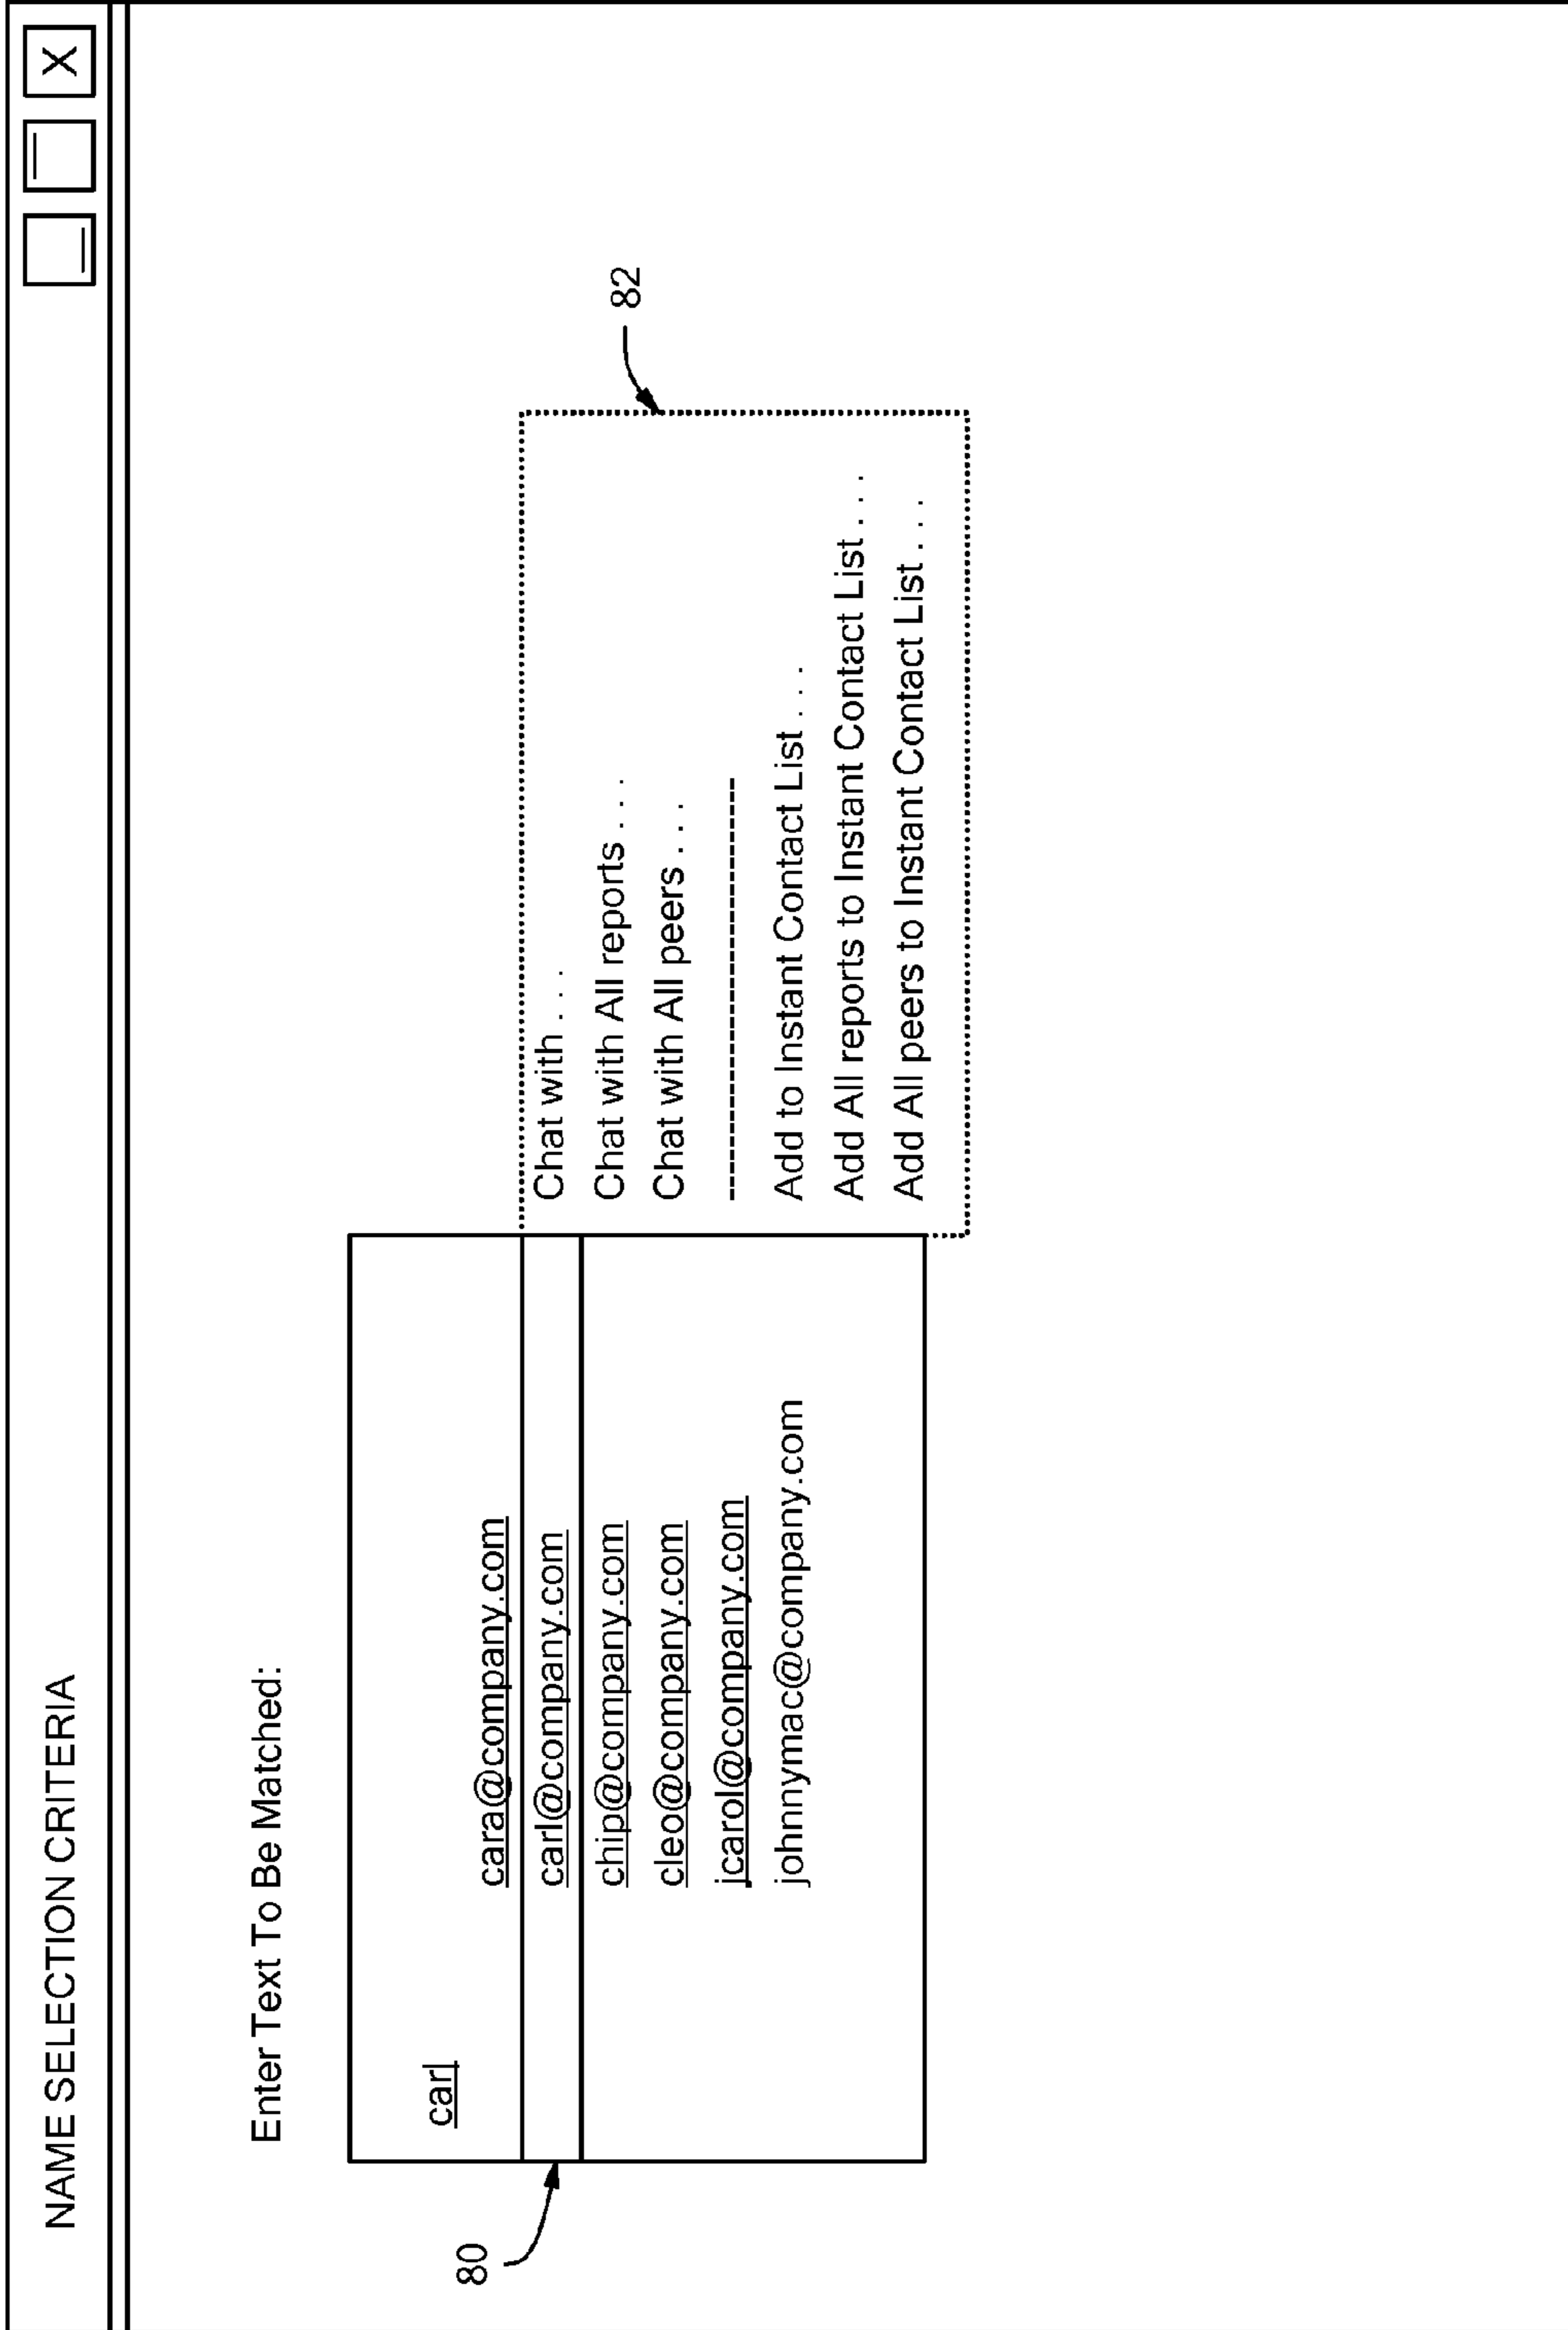 NAME SELECTION CRITERIA
X
Enter Text To Be Matched:
carl
cara@company.com
80
carl@company.com
chip@company.com
cleo@company.com
jcarol@company.com
johnnymac@company.com
82
Chat with . . .
Chat with All reports . . .
Chat with All peers . . .
Add to Instant Contact List . . .
Add All reports to Instant Contact List . . .
Add All peers to Instant Contact List . . .